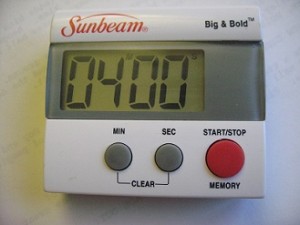 Sunbeam® Big & Bold™
04:00
MIN SEC START/STOP
CLEAR MEMORY